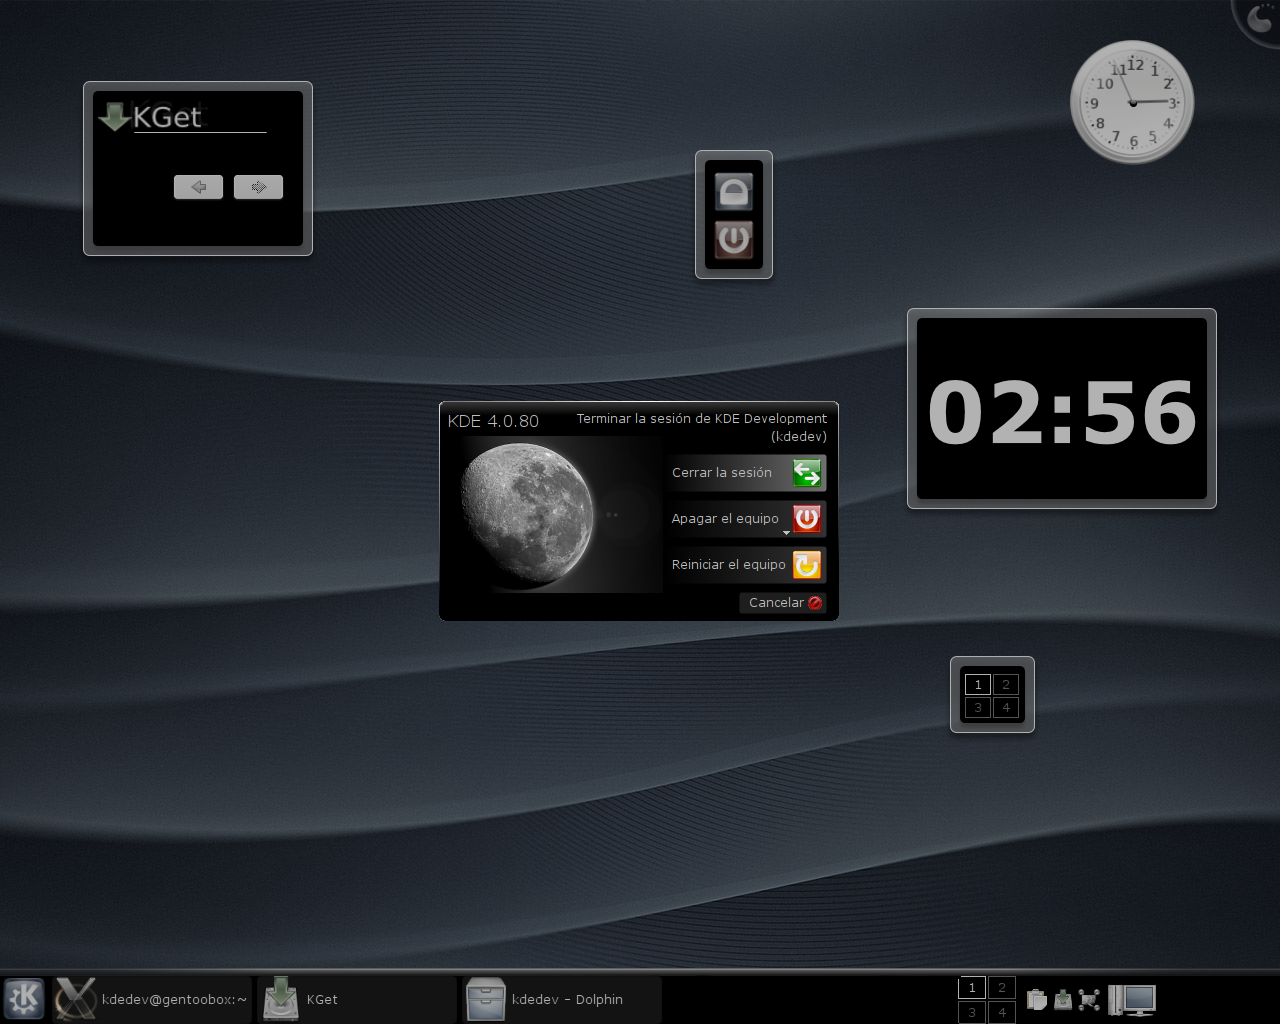 KGet
12
11
1
10
2
9
3
8
4
7
5
6
02:56
KDE 4.0.80
Terminar la sesión de KDE Development
(kdedev)
Cerrar la sesión
Apagar el equipo
Reiniciar el equipo
Cancelar
1 2
3 4
kdedev@gentoobox:~
KGet
kdedev - Dolphin
1 2
3 4